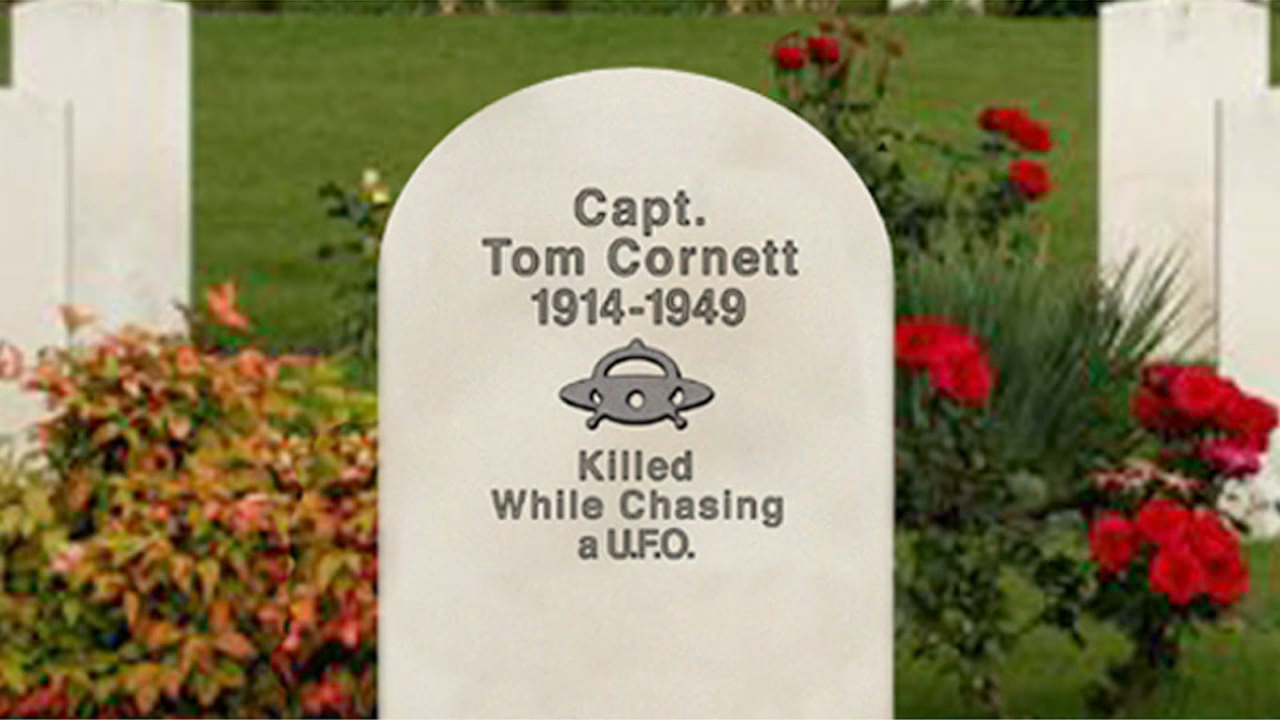 Capt.
Tom Cornett
1914-1949
Killed
While Chasing
a U.F.O.